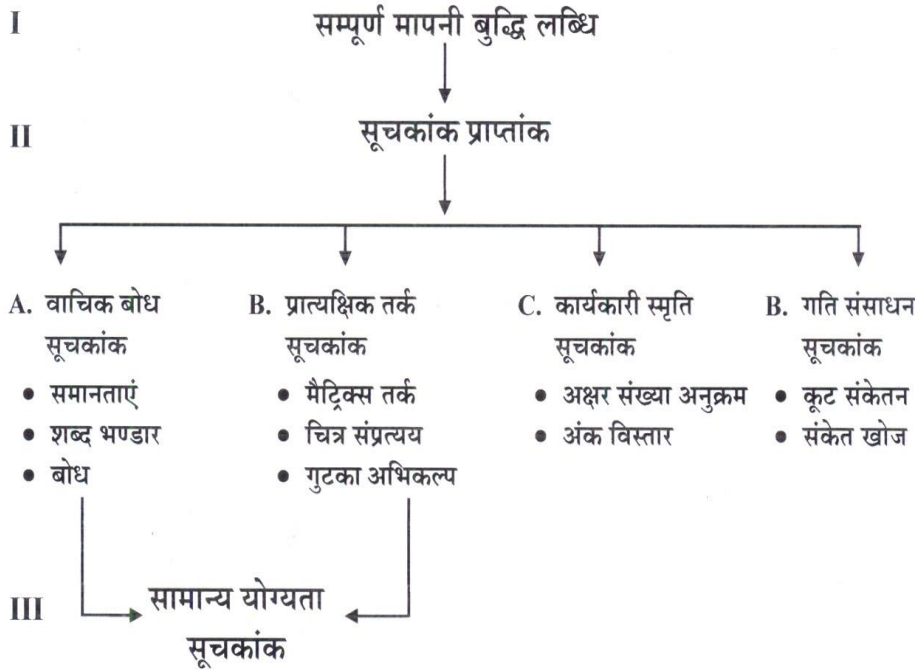 I सम्पूर्ण मापनी बुद्धि लब्धि
II सूचकांक प्राप्तांक
A. वाचिक बोध
सूचकांक
• समानताएं
• शब्द भण्डार
• बोध
B. प्रात्यक्षिक तर्क
सूचकांक
• मैट्रिक्स तर्क
• चित्र संप्रत्यय
• गुटका अभिकल्प
C. कार्यकारी स्मृति
सूचकांक
• अक्षर संख्या अनुक्रम
• अंक विस्तार
B. गति संसाधन
सूचकांक
• कूट संकेतन
• संकेत खोज
III सामान्य योग्यता
सूचकांक